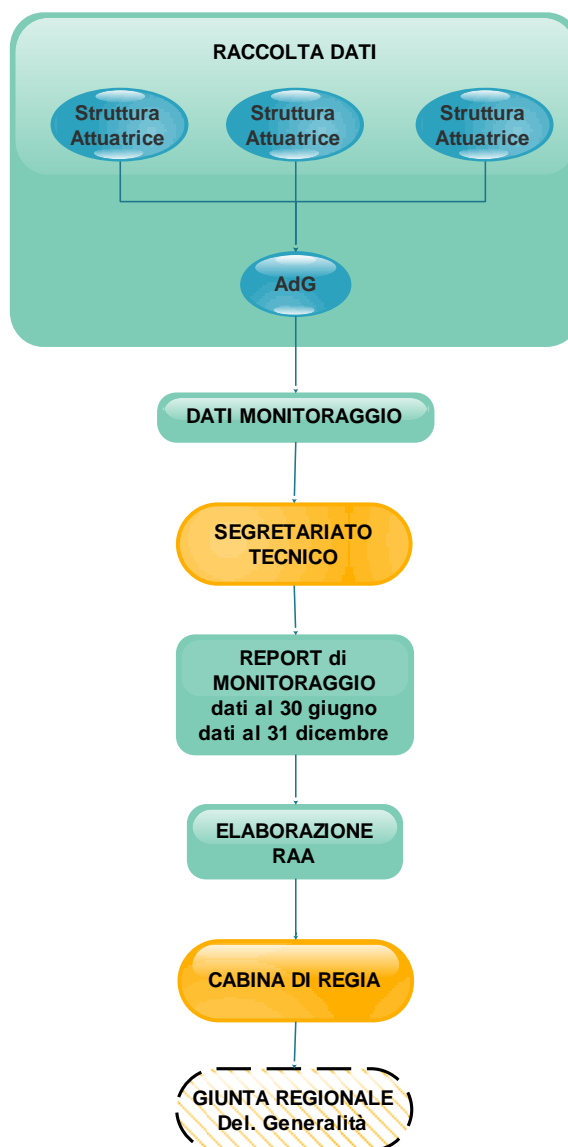 RACCOLTA DATI
Struttura
Attuatrice
Struttura
Attuatrice
Struttura
Attuatrice
AdG
DATI MONITORAGGIO
SEGRETARIATO
TECNICO
REPORT di
MONITORAGGIO
dati al 30 giugno
dati al 31 dicembre
ELABORAZIONE
RAA
CABINA DI REGIA
GIUNTA REGIONALE
Del. Generalità